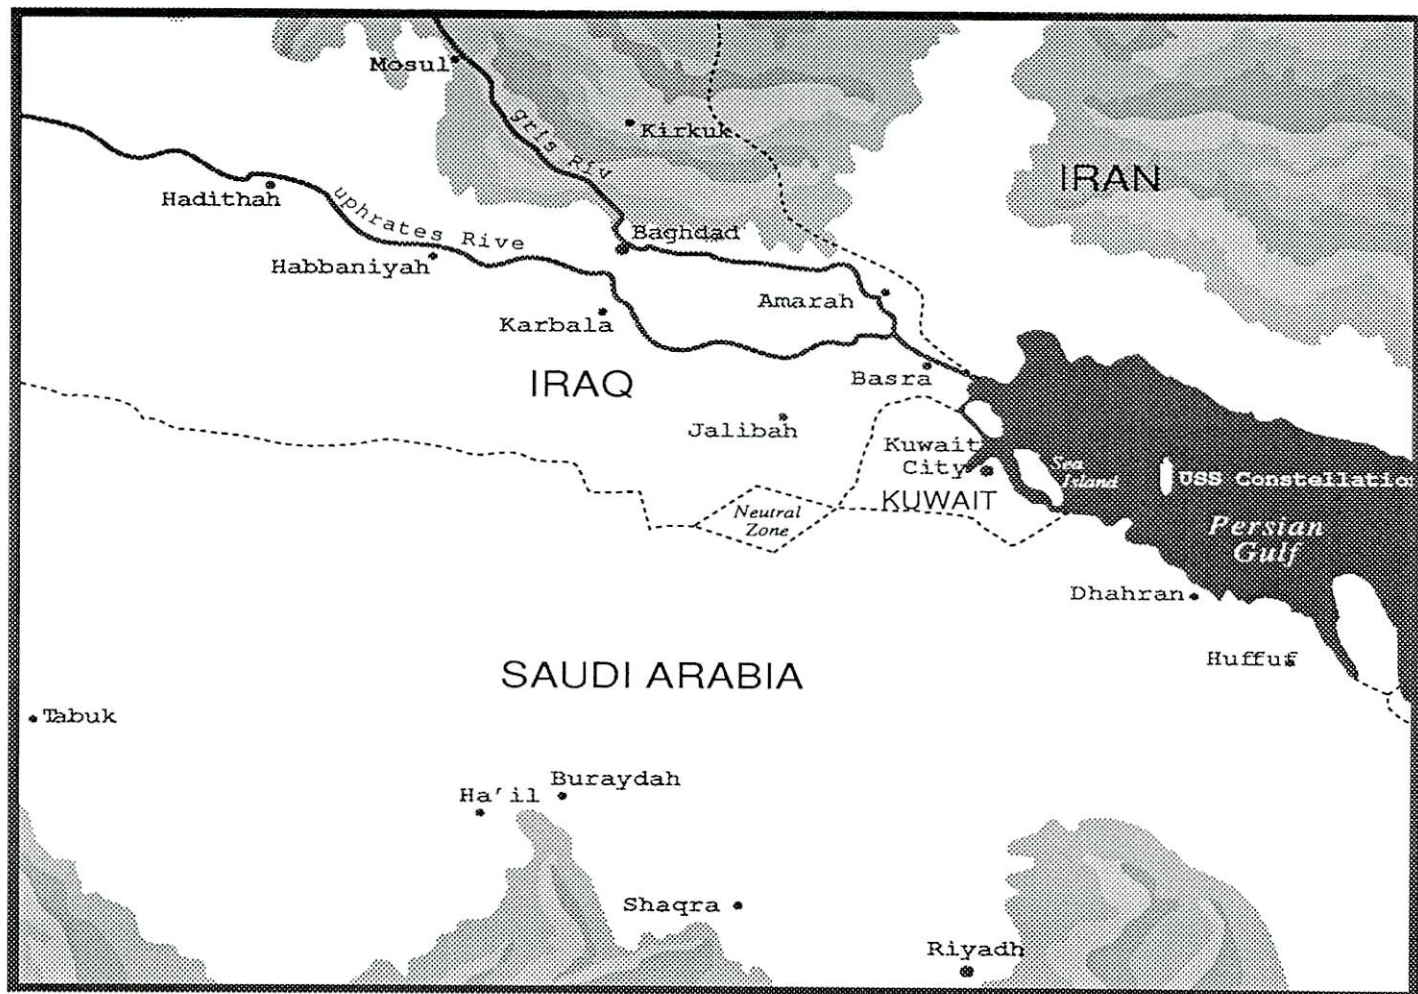 Mosul
Kirkuk
gris Riv
IRAN
Hadithah
uphrates Rive
Baghdad
Habbaniyah
Amarah
Karbala
IRAQ
Basra
Jalibah
Kuwait
City
Sea
Island
USS Constellatio
KUWAIT
Neutral
Zone
Persian
Gulf
Dhahran
Huffuf
SAUDI ARABIA
Tabuk
Buraydah
Ha'il
Shaqra
Riyadh